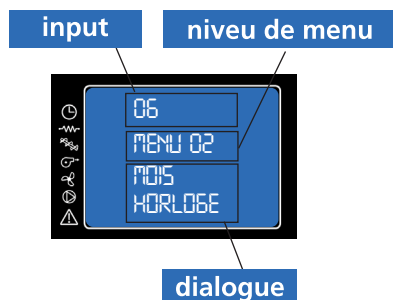 input
niveu de menu
06
MENU 02
MOIS
HORLOGE
dialogue